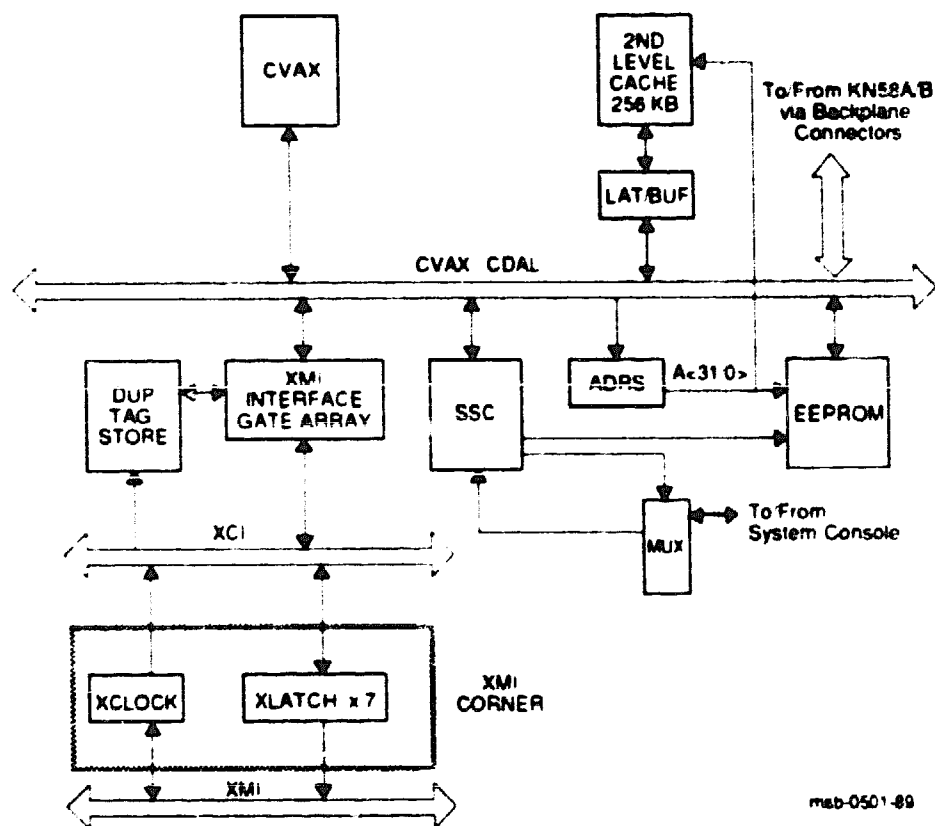 CVAX
2ND
LEVEL
CACHE
256 KB
To/From KN58A/B
via Backplane
Connectors
LAT/BUF
CVAX CDAL
DUP
TAG
STORE
XMI
INTERFACE
GATE ARRAY
SSC
ADRS
A<31:0>
EEPROM
XCI
MUX
To/From
System Console
XCLOCK
XLATCH x 7
XMI
CORNER
XMI
msb-0501-89